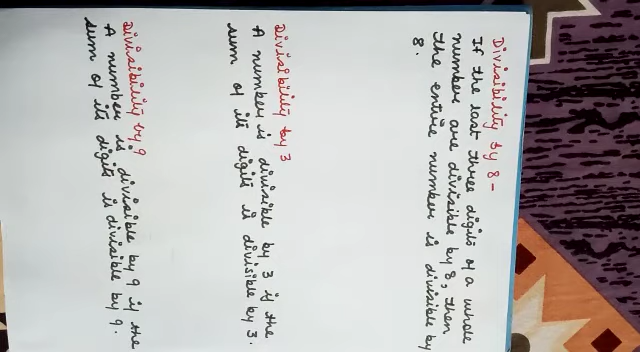 Divisibility by 8 -
If the last three digits of a whole
number are divisible by 8, then
the entire number is divisible by
8.
Divisibility by 3
A number is divisible by 3 if the
sum of its digits is divisible by 3.
Divisibility by 9
A number is divisible by 9 if the
sum of its digits is divisible by 9.